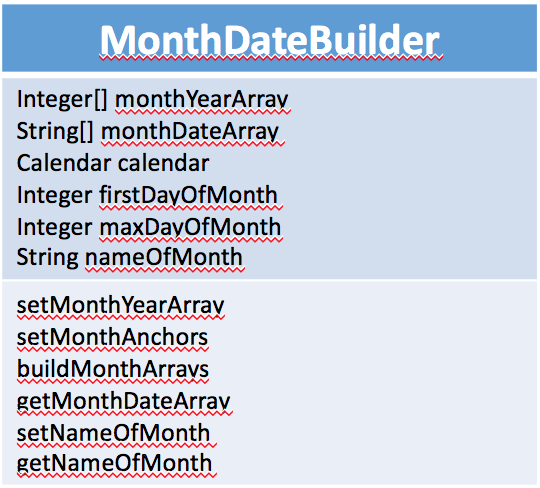 MonthDateBuilder
Integer[] monthYearArray
String[] monthDateArray
Calendar calendar
Integer firstDayOfMonth
Integer maxDayOfMonth
String nameOfMonth
setMonthYearArray
setMonthAnchors
buildMonthArrays
getMonthDateArray
setNameOfMonth
getNameOfMonth